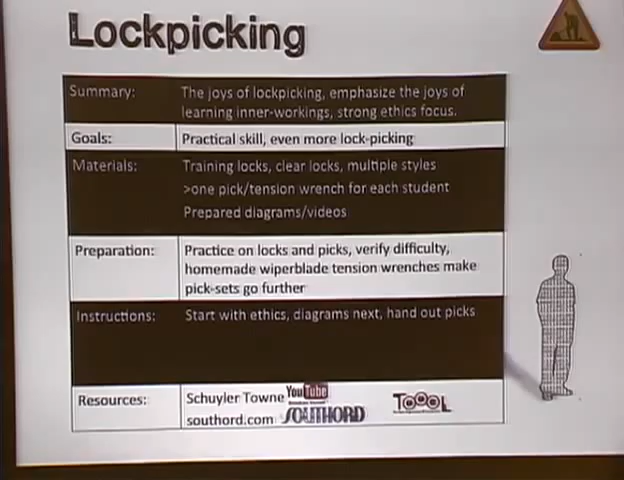 Lockpicking
Summary: The joys of lockpicking, emphasize the joys of
learning inner-workings, strong ethics focus.
Goals: Practical skill, even more lock-picking
Materials: Training locks, clear locks, multiple styles
>one pick/tension wrench for each student
Prepared diagrams/videos
Preparation: Practice on locks and picks, verify difficulty,
homemade wiperblade tension wrenches make
pick-sets go further
Instructions: Start with ethics, diagrams next, hand out picks
Resources: Schuyler Towne YouTube
southord.com SOUTHORD TOOOL